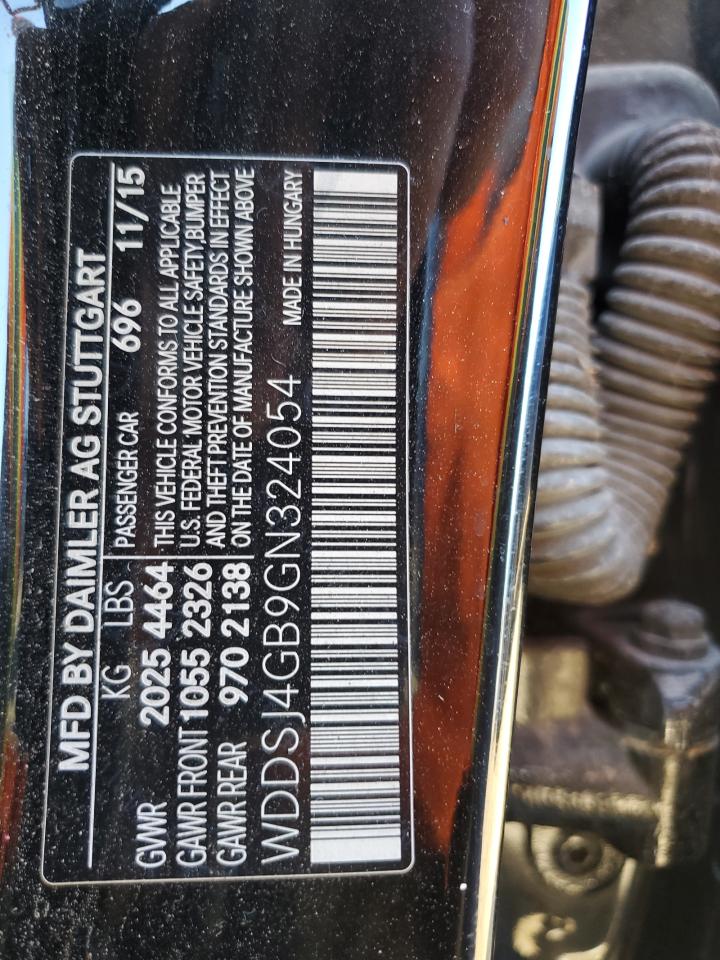 MFD BY DAIMLER AG STUTTGART
KG LBS PASSENGER CAR 696 11/15
GVWR 2025 4464 THIS VEHICLE CONFORMS TO ALL APPLICABLE
GAWR FRONT 1055 2326 U.S. FEDERAL MOTOR VEHICLE SAFETY,BUMPER
AND THEFT PREVENTION STANDARDS IN EFFECT
GAWR REAR 970 2138 ON THE DATE OF MANUFACTURE SHOWN ABOVE
WDDSJ4GB9GN324054 MADE IN HUNGARY